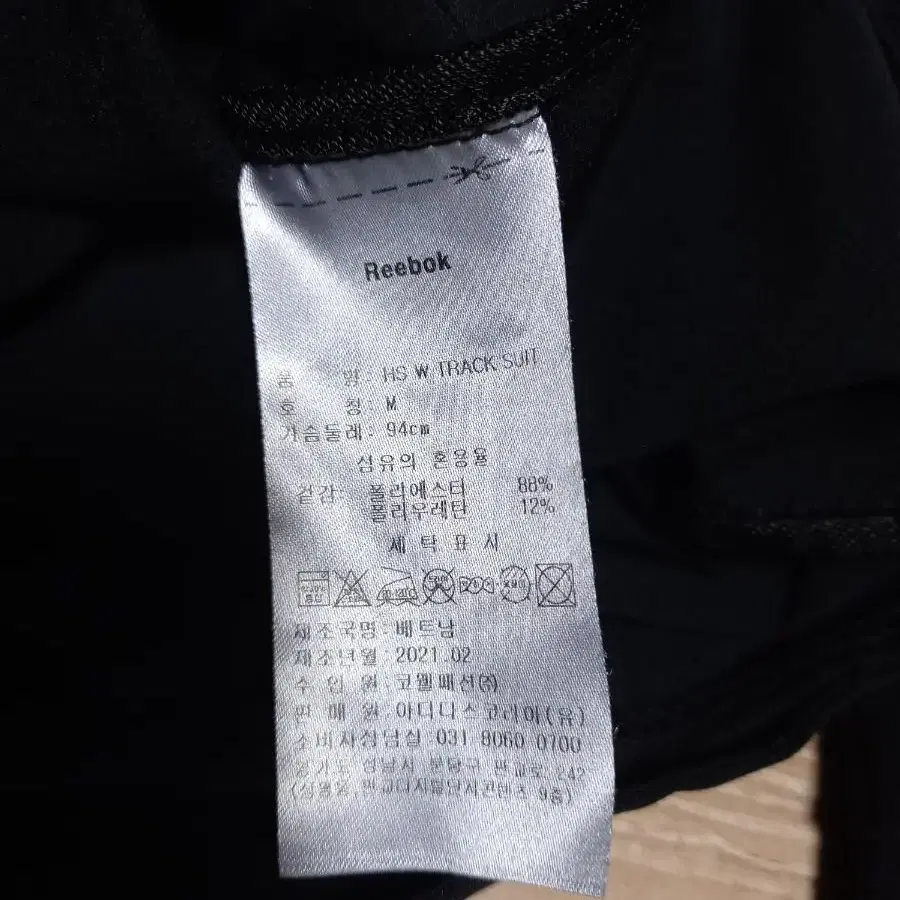 Reebok
품 명: HS W TRACK SUIT
호 칭: M
가슴둘레: 94cm
섬유의 혼용율
겉감: 폴리에스터 88%
폴리우레탄 12%
세탁표시
제조국명: 베트남
제조년월: 2021.02
수 입 원: 코웰패션㈜
판 매 원: 아디다스코리아(유)
소비자상담실 031 8060 0700
경기도 성남시 분당구 판교로 242